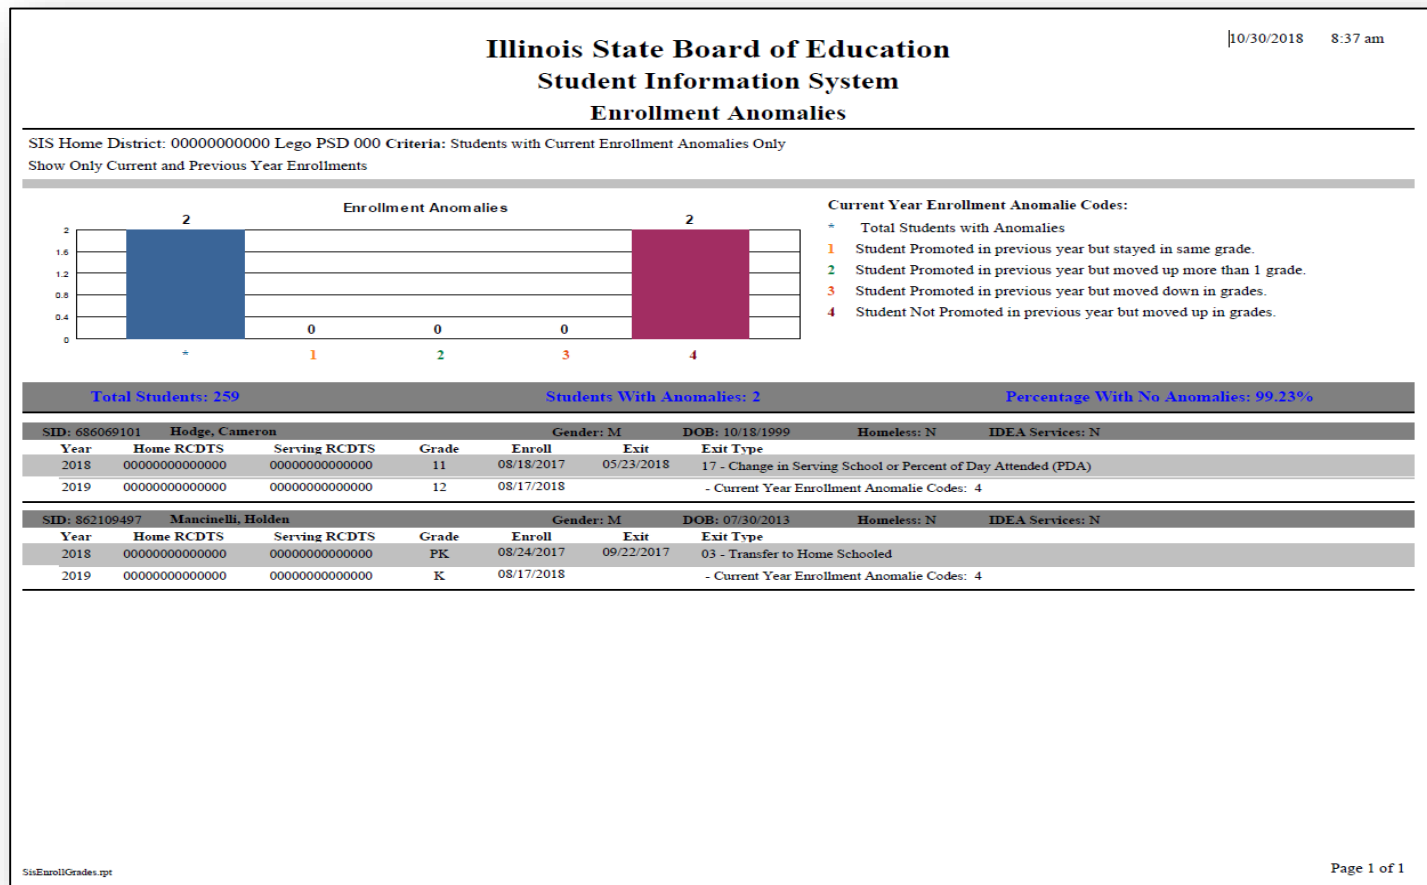 10/30/2018 8:37 am
Illinois State Board of Education
Student Information System
Enrollment Anomalies
SIS Home District: 00000000000 Lego PSD 000 Criteria: Students with Current Enrollment Anomalies Only
Show Only Current and Previous Year Enrollments
Enrollment Anomalies
2 2
2
1.6
1.2
0.8
0.4
0
0 0 0
* 1 2 3 4
Current Year Enrollment Anomalie Codes:
* Total Students with Anomalies
1 Student Promoted in previous year but stayed in same grade.
2 Student Promoted in previous year but moved up more than 1 grade.
3 Student Promoted in previous year but moved down in grades.
4 Student Not Promoted in previous year but moved up in grades.
Total Students: 259 Students With Anomalies: 2 Percentage With No Anomalies: 99.23%
SID: 686069101 Hodge, Cameron Gender: M DOB: 10/18/1999 Homeless: N IDEA Services: N
Year Home RCDTS Serving RCDTS Grade Enroll Exit Exit Type
2018 00000000000000 00000000000000 11 08/18/2017 05/23/2018 17 - Change in Serving School or Percent of Day Attended (PDA)
2019 00000000000000 00000000000000 12 08/17/2018 - Current Year Enrollment Anomalie Codes: 4
SID: 862109497 Mancinelli, Holden Gender: M DOB: 07/30/2013 Homeless: N IDEA Services: N
Year Home RCDTS Serving RCDTS Grade Enroll Exit Exit Type
2018 00000000000000 00000000000000 PK 08/24/2017 09/22/2017 03 - Transfer to Home Schooled
2019 00000000000000 00000000000000 K 08/17/2018 - Current Year Enrollment Anomalie Codes: 4
SisEnrollGrades.rpt
Page 1 of 1